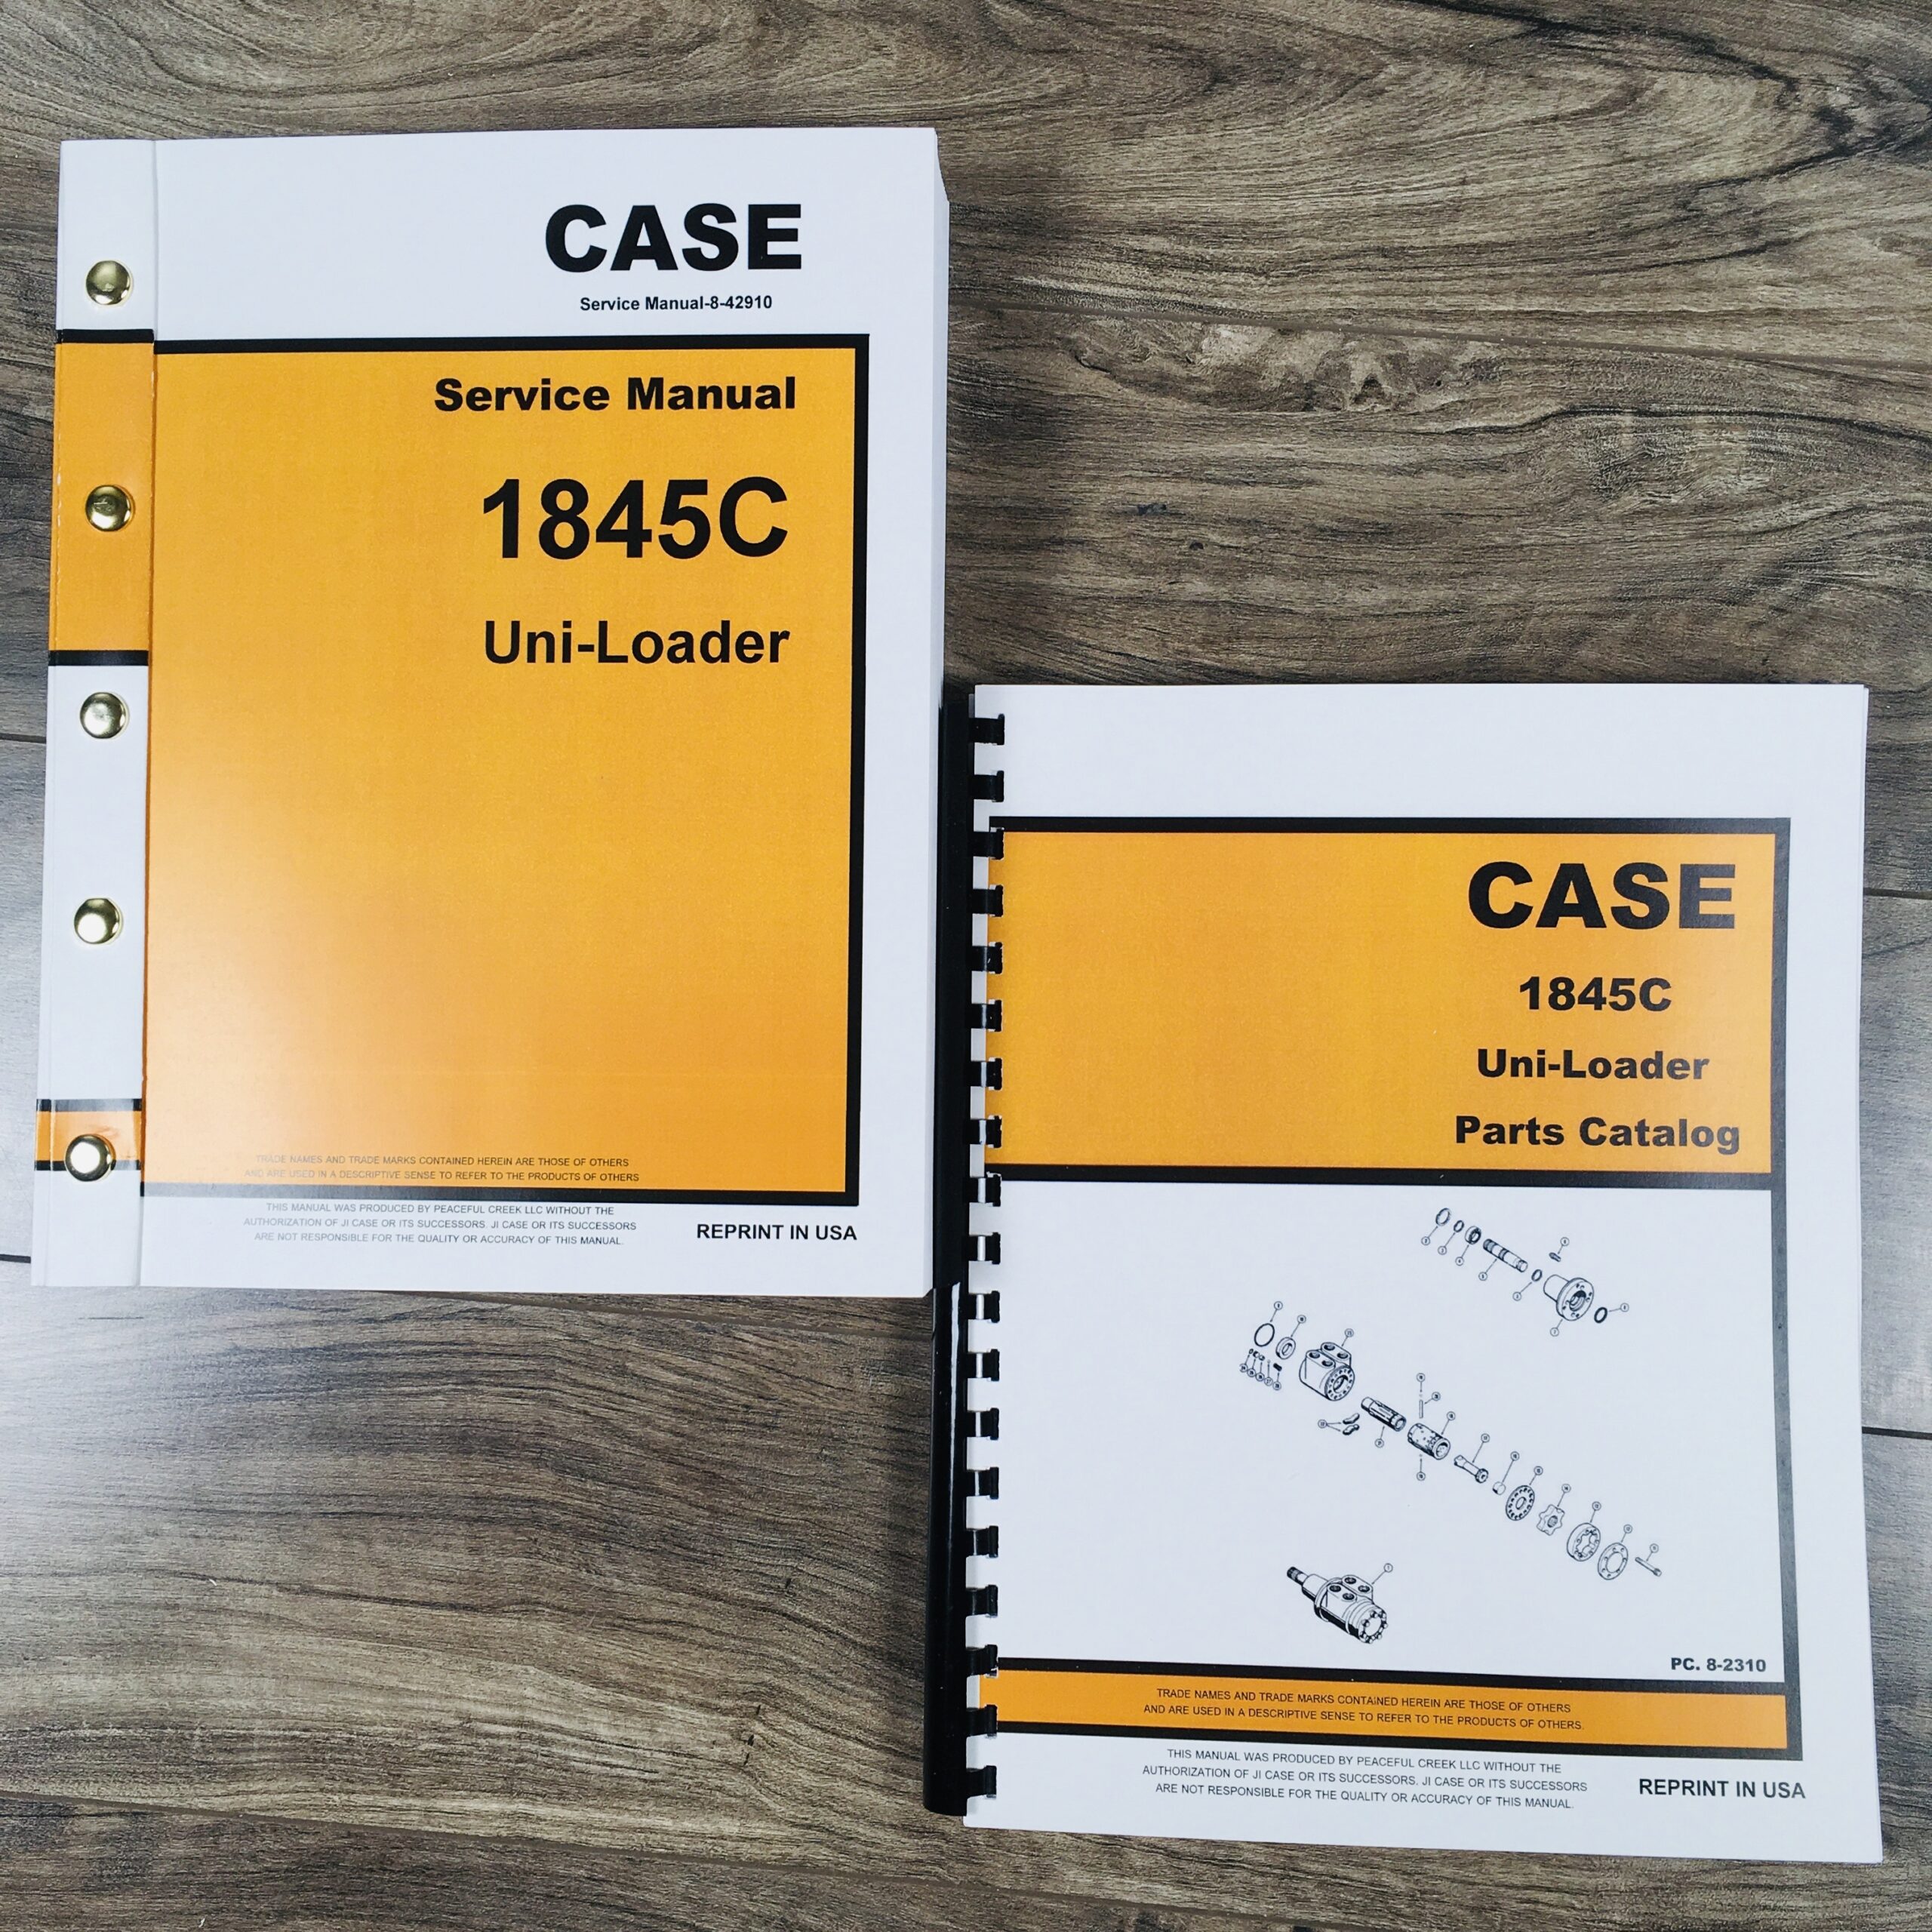 CASE
Service Manual-8-42910
Service Manual
1845C
Uni-Loader
TRADE NAMES AND TRADE MARKS CONTAINED HEREIN ARE THOSE OF OTHERS
AND ARE USED IN A DESCRIPTIVE SENSE TO REFER TO THE PRODUCTS OF OTHERS
THIS MANUAL WAS PRODUCED BY PEACEFUL CREEK LLC WITHOUT THE
AUTHORIZATION OF JI CASE OR ITS SUCCESSORS. JI CASE OR ITS SUCCESSORS
ARE NOT RESPONSIBLE FOR THE QUALITY OR ACCURACY OF THIS MANUAL.
REPRINT IN USA
CASE
1845C
Uni-Loader
Parts Catalog
PC. 8-2310
TRADE NAMES AND TRADE MARKS CONTAINED HEREIN ARE THOSE OF OTHERS
AND ARE USED IN A DESCRIPTIVE SENSE TO REFER TO THE PRODUCTS OF OTHERS.
THIS MANUAL WAS PRODUCED BY PEACEFUL CREEK LLC WITHOUT THE
AUTHORIZATION OF JI CASE OR ITS SUCCESSORS. JI CASE OR ITS SUCCESSORS
ARE NOT RESPONSIBLE FOR THE QUALITY OR ACCURACY OF THIS MANUAL.
REPRINT IN USA